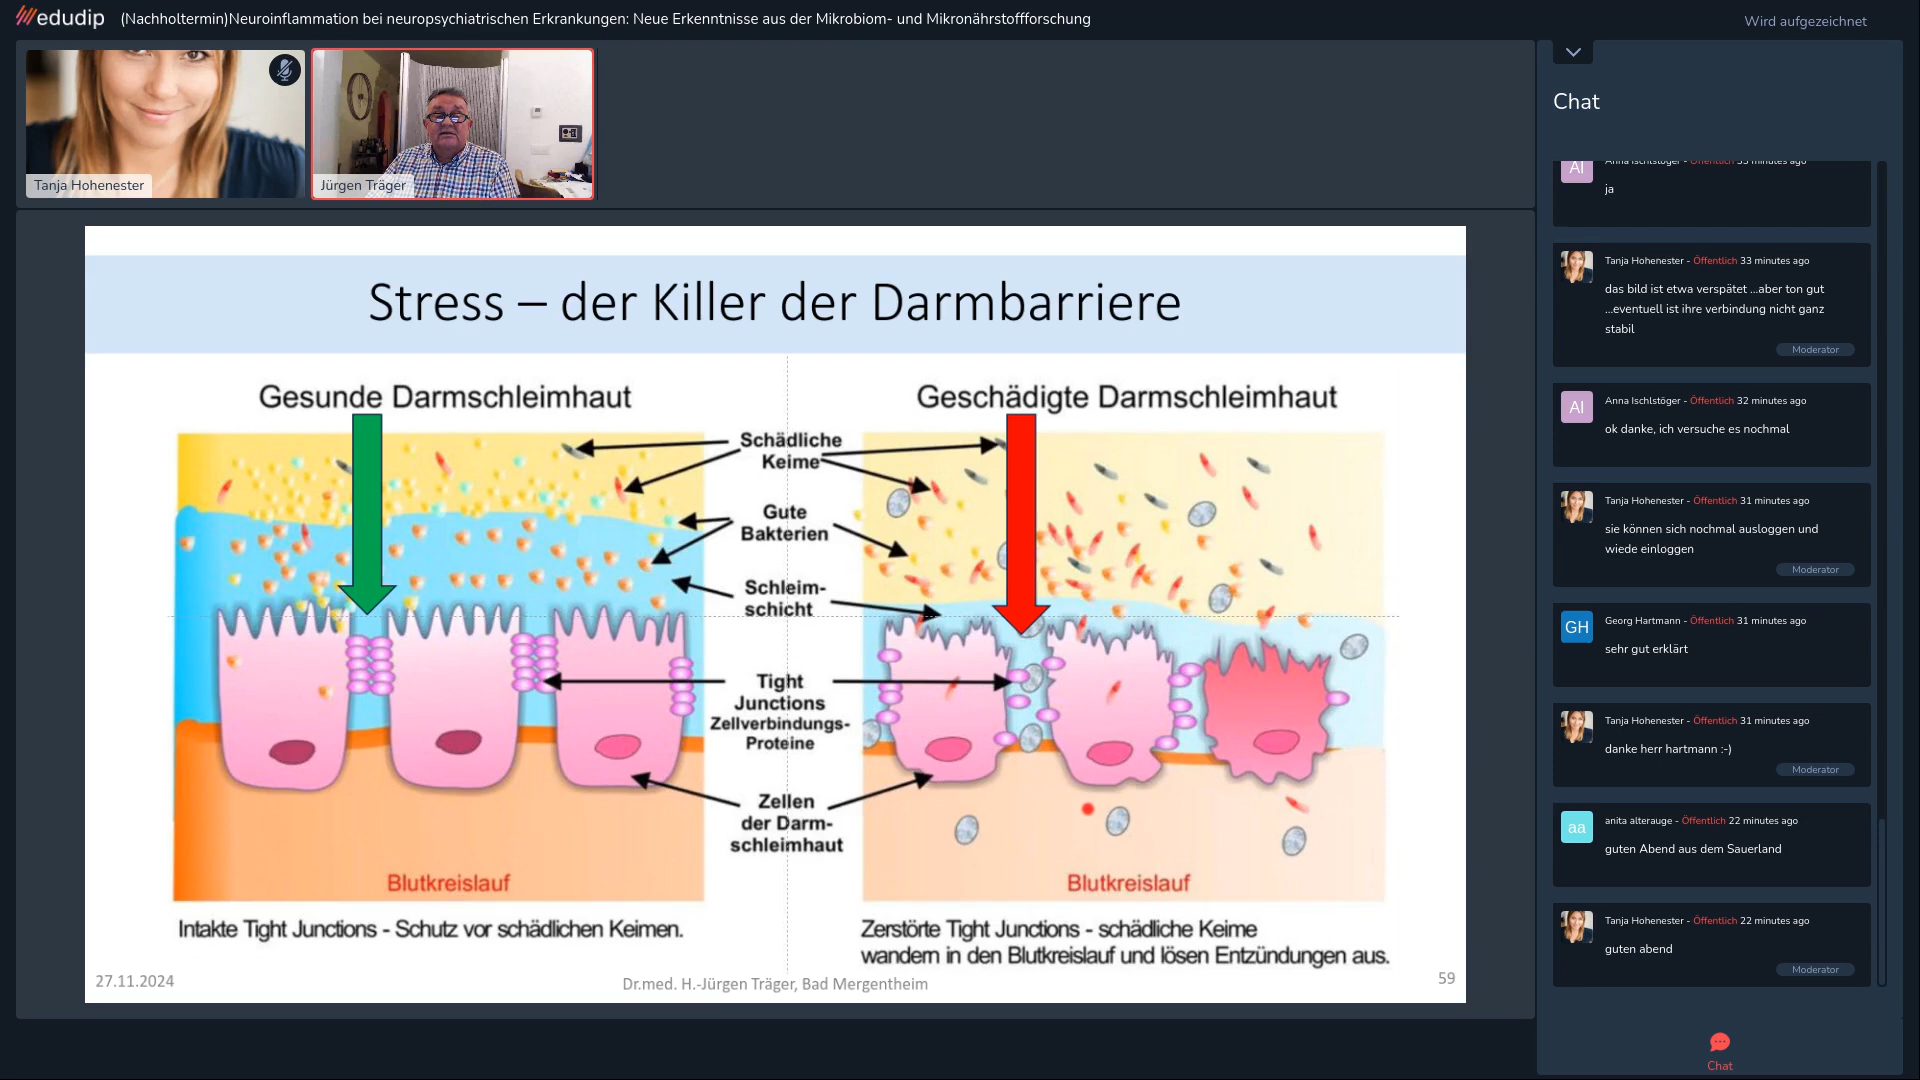 edudip
(Nachholtermin)Neuroinflammation bei neuropsychiatrischen Erkrankungen: Neue Erkenntnisse aus der Mikrobiom- und Mikronährstoffforschung
Wird aufgezeichnet
Tanja Hohenester
Jürgen Träger
Stress – der Killer der Darmbarriere
Gesunde Darmschleimhaut
Geschädigte Darmschleimhaut
Schädliche
Keime
Gute
Bakterien
Schleim-
schicht
Tight
Junctions
Zellverbindungs-
Proteine
Zellen
der Darm-
schleimhaut
Blutkreislauf
Blutkreislauf
Intakte Tight Junctions - Schutz vor schädlichen Keimen.
Zerstörte Tight Junctions - schädliche Keime
wandern in den Blutkreislauf und lösen Entzündungen aus.
27.11.2024
Dr.med. H.-Jürgen Träger, Bad Mergentheim
59
Chat
AI
Anna Ischlstöger - Öffentlich 33 minutes ago
ja
Tanja Hohenester - Öffentlich 33 minutes ago
das bild ist etwa verspätet ...aber ton gut
...eventuell ist ihre verbindung nicht ganz
stabil
Moderator
AI
Anna Ischlstöger - Öffentlich 32 minutes ago
ok danke, ich versuche es nochmal
Tanja Hohenester - Öffentlich 31 minutes ago
sie können sich nochmal ausloggen und
wiede einloggen
Moderator
GH
Georg Hartmann - Öffentlich 31 minutes ago
sehr gut erklärt
Tanja Hohenester - Öffentlich 31 minutes ago
danke herr hartmann :-)
Moderator
aa
anita alterauge - Öffentlich 22 minutes ago
guten Abend aus dem Sauerland
Tanja Hohenester - Öffentlich 22 minutes ago
guten abend
Moderator
Chat